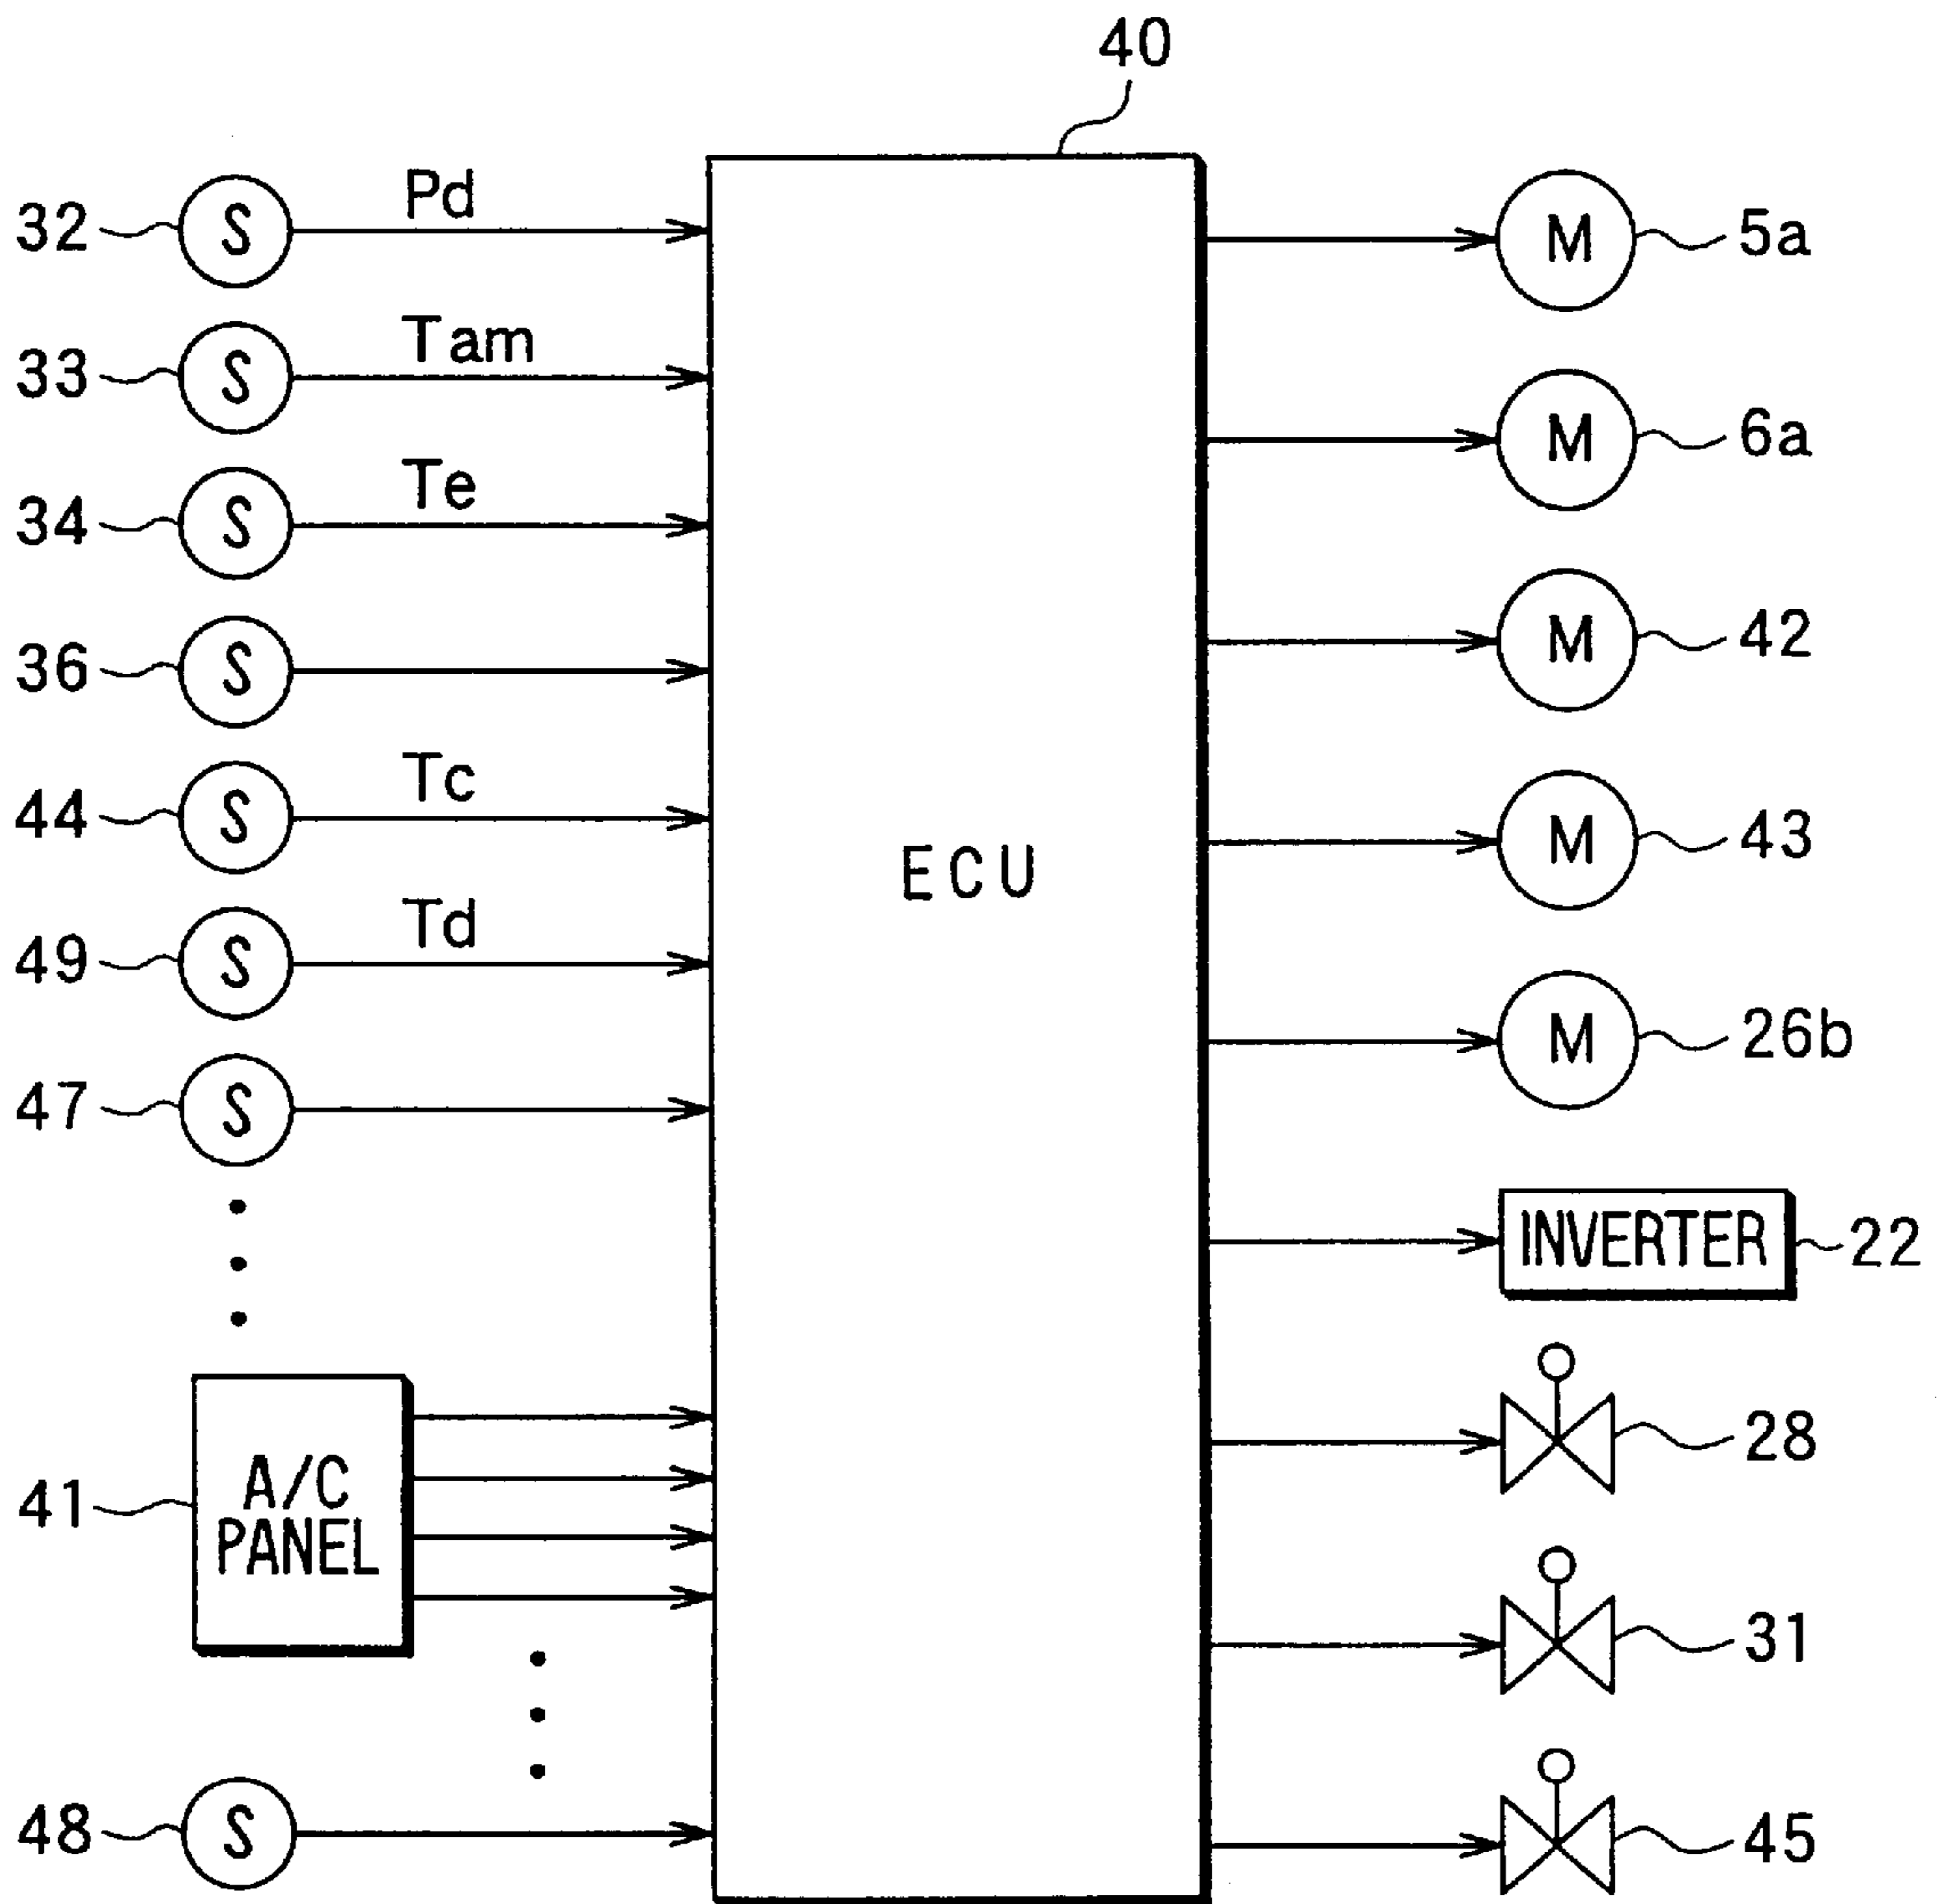 40
32 S Pd
33 S Tam
34 S Te
36 S
44 S Tc
49 S Td
47 S
41 A/C
PANEL
48 S
ECU
M 5a
M 6a
M 42
M 43
M 26b
INVERTER 22
28
31
45